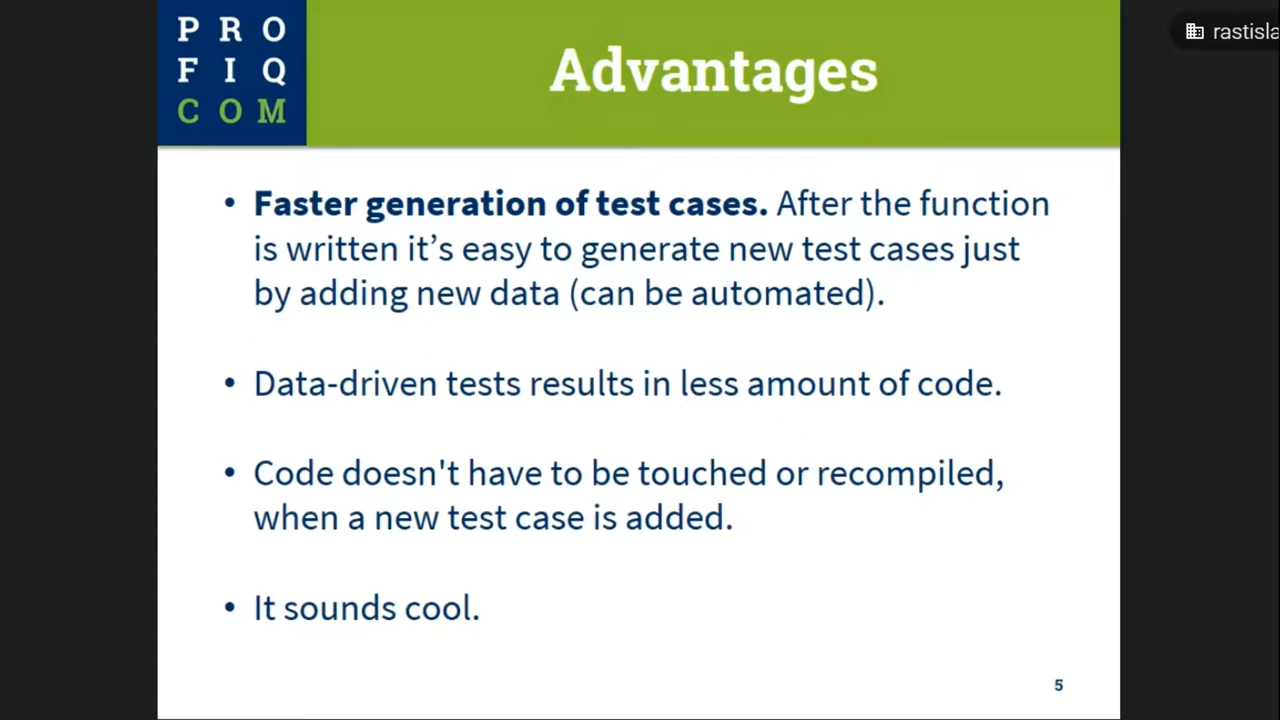 P R O
F I Q
C O M
Advantages
rastisla
• Faster generation of test cases. After the function
is written it’s easy to generate new test cases just
by adding new data (can be automated).
• Data-driven tests results in less amount of code.
• Code doesn't have to be touched or recompiled,
when a new test case is added.
• It sounds cool.
5